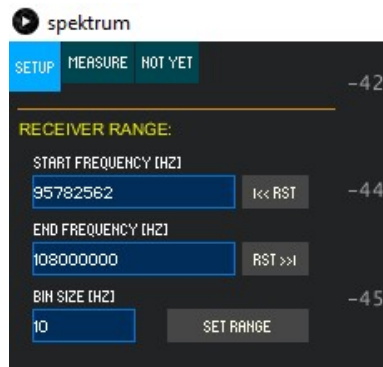 spektrum
SETUP MEASURE NOT YET
-42
RECEIVER RANGE:
START FREQUENCY [HZ]
95782562 |<< RST -44
END FREQUENCY [HZ]
108000000 RST >>|
BIN SIZE [HZ]
-45
10 SET RANGE